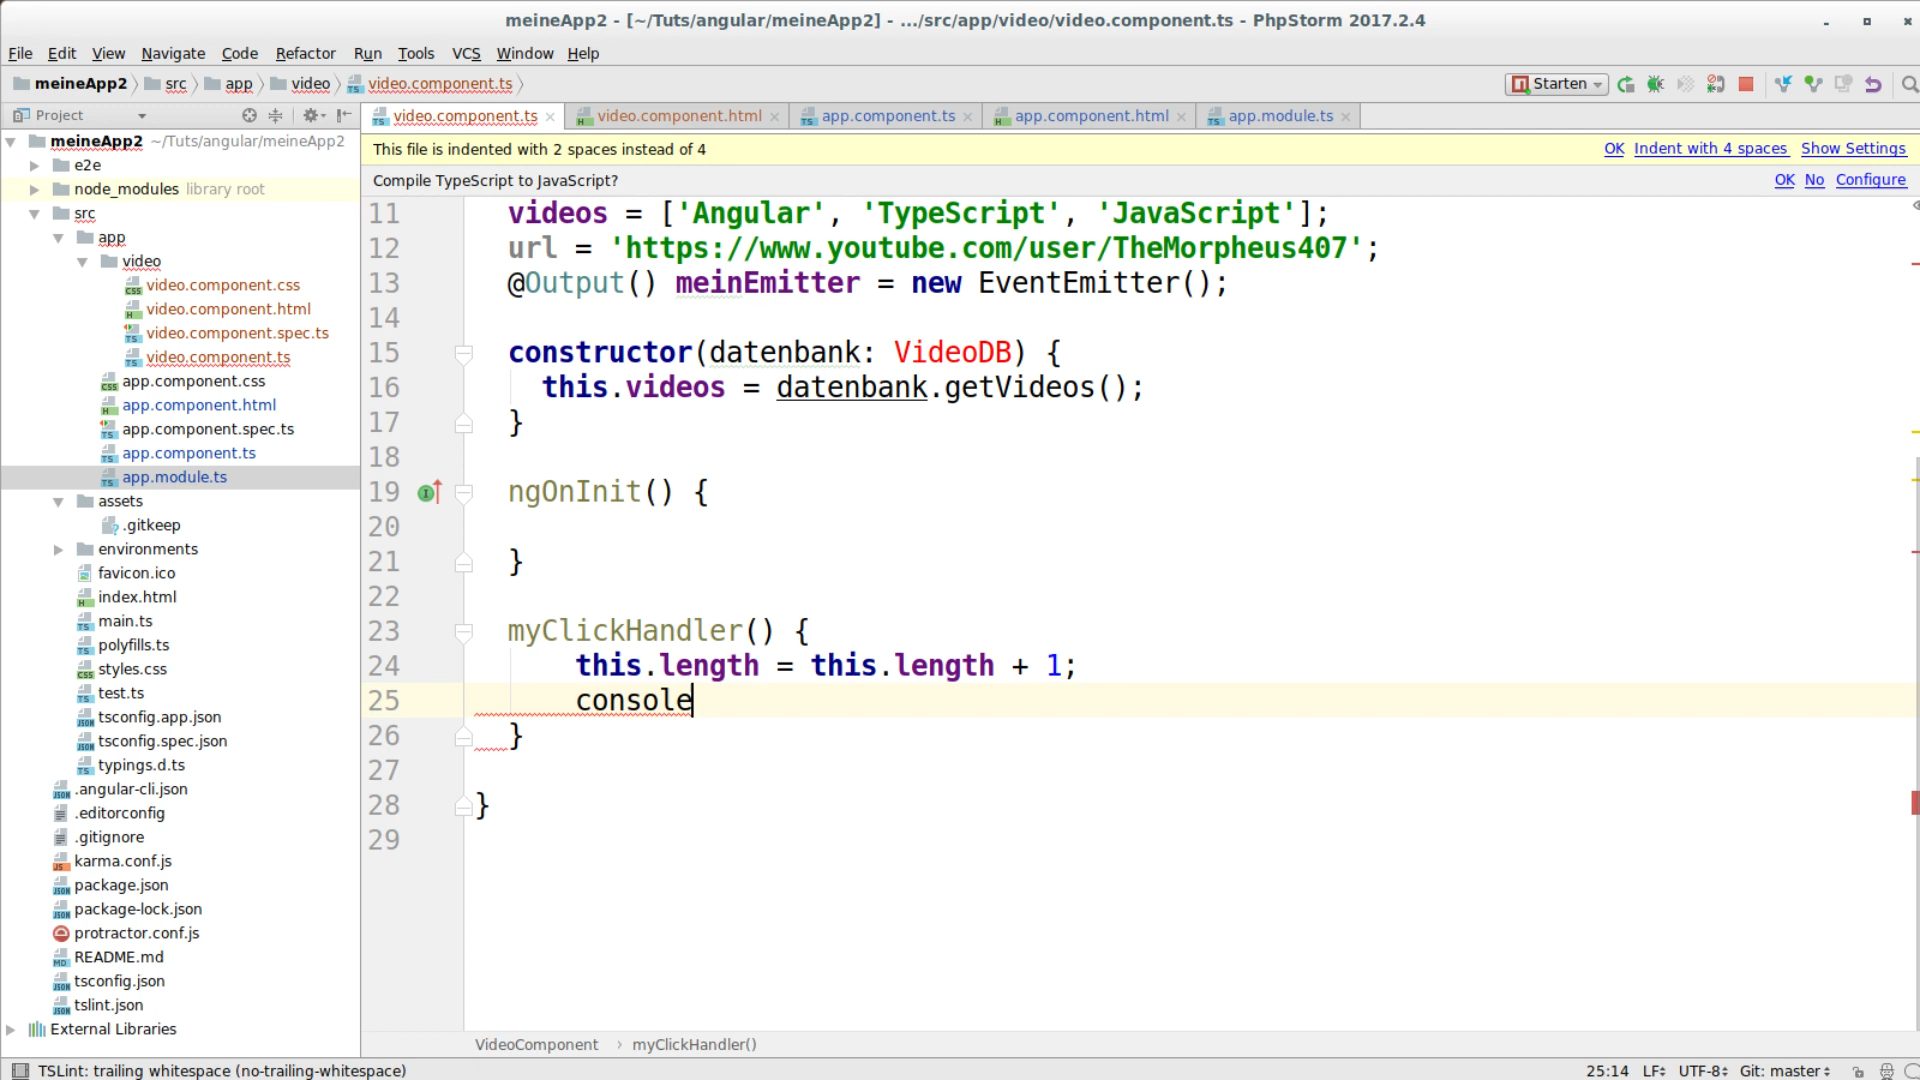 meineApp2 - [~/Tuts/angular/meineApp2] - .../src/app/video/video.component.ts - PhpStorm 2017.2.4
File Edit View Navigate Code Refactor Run Tools VCS Window Help
meineApp2 src app video video.component.ts Starten
Project
video.component.ts video.component.html app.component.ts app.component.html app.module.ts
This file is indented with 2 spaces instead of 4 OK Indent with 4 spaces Show Settings
Compile TypeScript to JavaScript? OK No Configure
meineApp2 ~/Tuts/angular/meineApp2
e2e
node_modules library root
src
app
video
video.component.css
video.component.html
video.component.spec.ts
video.component.ts
app.component.css
app.component.html
app.component.spec.ts
app.component.ts
app.module.ts
assets
.gitkeep
environments
favicon.ico
index.html
main.ts
polyfills.ts
styles.css
test.ts
tsconfig.app.json
tsconfig.spec.json
typings.d.ts
.angular-cli.json
.editorconfig
.gitignore
karma.conf.js
package.json
package-lock.json
protractor.conf.js
README.md
tsconfig.json
tslint.json
External Libraries
11 videos = ['Angular', 'TypeScript', 'JavaScript'];
12 url = 'https://www.youtube.com/user/TheMorpheus407';
13 @Output() meinEmitter = new EventEmitter();
14
15 constructor(datenbank: VideoDB) {
16 this.videos = datenbank.getVideos();
17 }
18
19 ngOnInit() {
20
21 }
22
23 myClickHandler() {
24 this.length = this.length + 1;
25 console
26 }
27
28 }
29
VideoComponent myClickHandler()
TSLint: trailing whitespace (no-trailing-whitespace) 25:14 LF UTF-8 Git: master